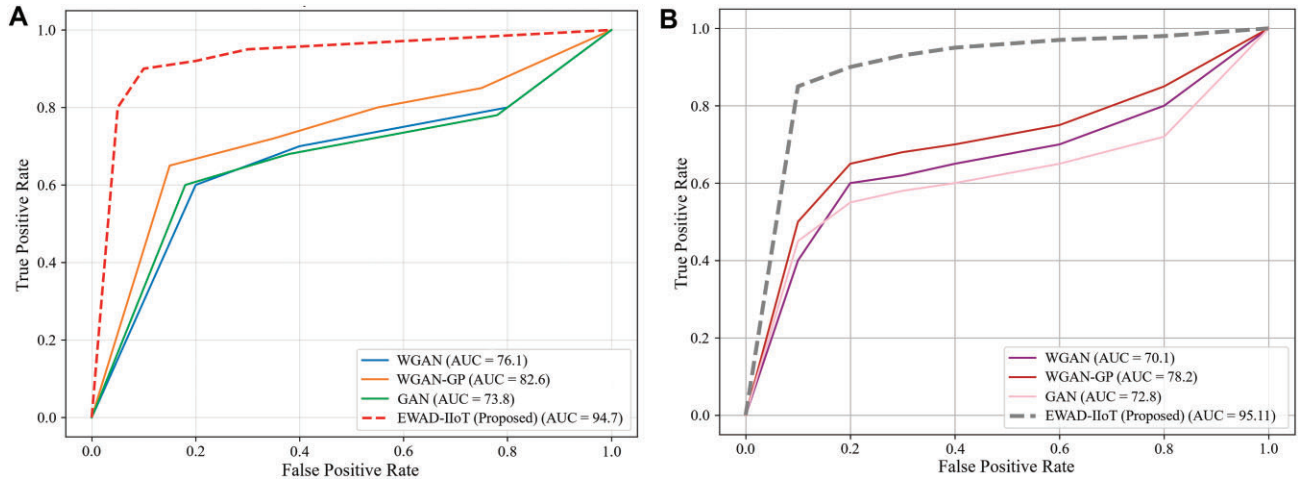 A
1.0
0.8
0.6
0.4
0.2
0.0
True Positive Rate
0.0 0.2 0.4 0.6 0.8 1.0
False Positive Rate
WGAN (AUC = 76.1)
WGAN-GP (AUC = 82.6)
GAN (AUC = 73.8)
EWAD-IIoT (Proposed) (AUC = 94.7)
B
1.0
0.8
0.6
0.4
0.2
0.0
True Positive Rate
0.0 0.2 0.4 0.6 0.8 1.0
False Positive Rate
WGAN (AUC = 70.1)
WGAN-GP (AUC = 78.2)
GAN (AUC = 72.8)
EWAD-IIoT (Proposed) (AUC = 95.11)